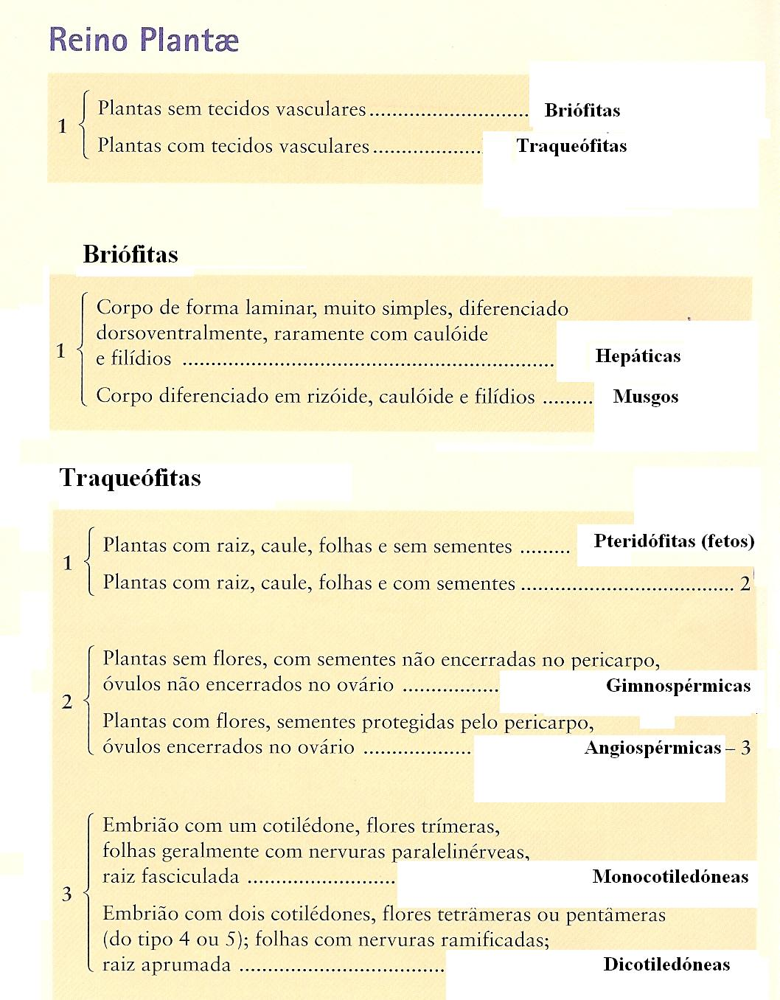 Reino Plantæ
1
Plantas sem tecidos vasculares ............................ Briófitas
Plantas com tecidos vasculares ................... Traqueófitas
Briófitas
1
Corpo de forma laminar, muito simples, diferenciado
dorsoventralmente, raramente com caulóide
e filídios ................................................................. Hepáticas
Corpo diferenciado em rizóide, caulóide e filídios ......... Musgos
Traqueófitas
1
Plantas com raiz, caule, folhas e sem sementes ......... Pteridófitas (fetos)
Plantas com raiz, caule, folhas e com sementes ..................................... 2
2
Plantas sem flores, com sementes não encerradas no pericarpo,
óvulos não encerrados no ovário ................. Gimnospérmicas
Plantas com flores, sementes protegidas pelo pericarpo,
óvulos encerrados no ovário ................... Angiospérmicas – 3
3
Embrião com um cotilédone, flores trímeras,
folhas geralmente com nervuras paralelinérveas,
raiz fasciculada .......................... Monocotiledóneas
Embrião com dois cotilédones, flores tetrâmeras ou pentâmeras
(do tipo 4 ou 5); folhas com nervuras ramificadas;
raiz aprumada .................................... Dicotiledóneas